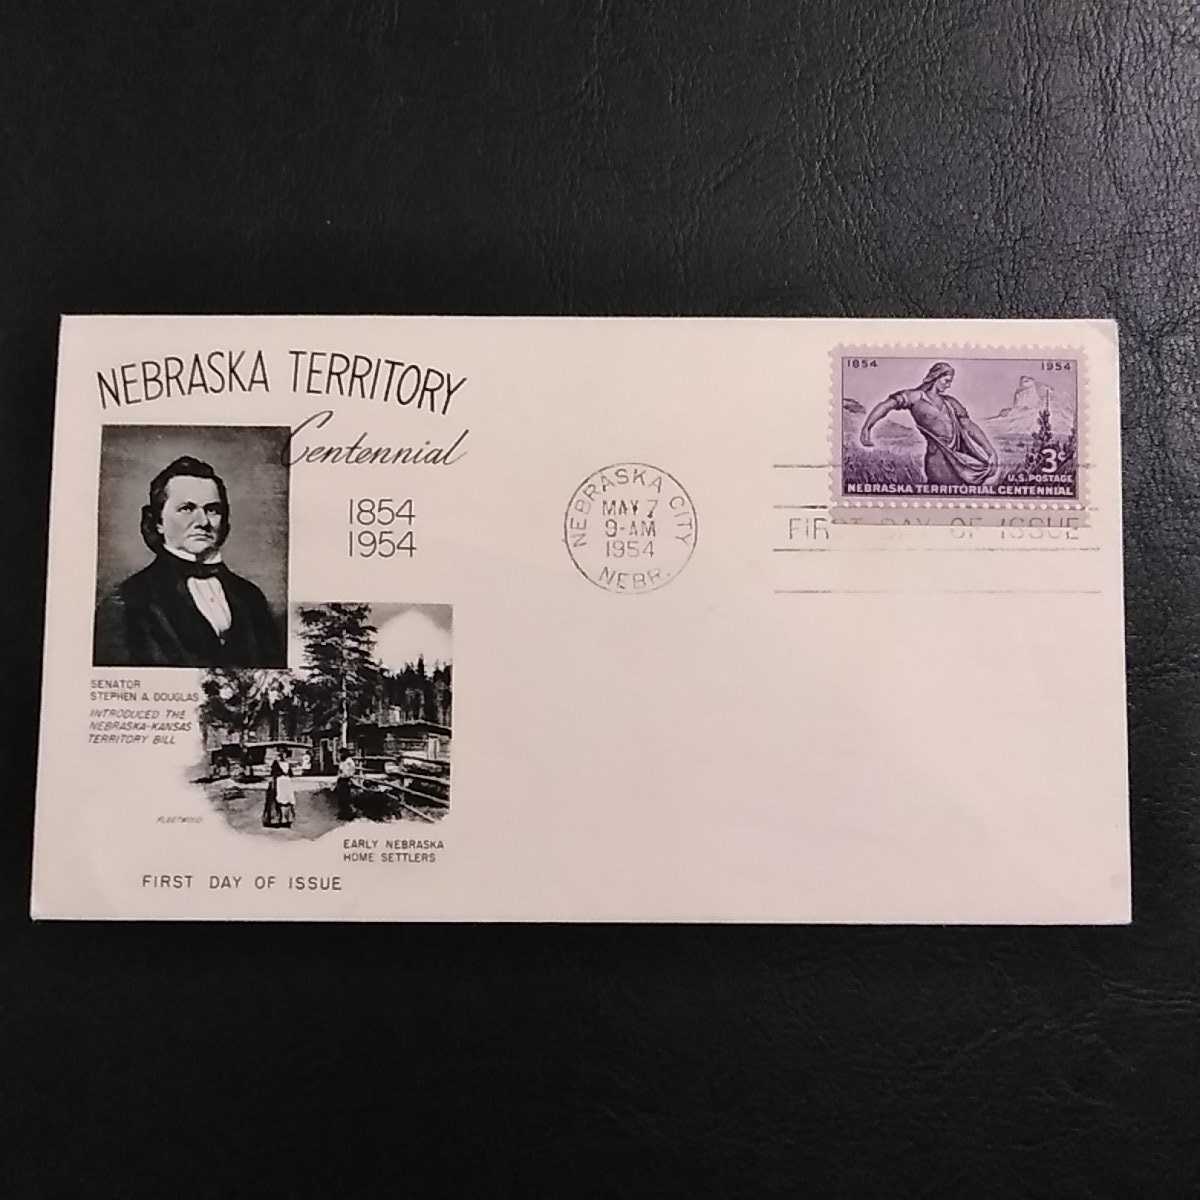 NEBRASKA TERRITORY
Centennial
1854
1954
SENATOR
STEPHEN A. DOUGLAS
INTRODUCED THE
NEBRASKA-KANSAS
TERRITORY BILL
FLEETWOOD
EARLY NEBRASKA
HOME SETTLERS
FIRST DAY OF ISSUE
NEBRASKA CITY
MAY 7
9-AM
1954
NEBR.
1854 1954
3¢
U.S. POSTAGE
NEBRASKA TERRITORIAL CENTENNIAL
FIRST DAY OF ISSUE